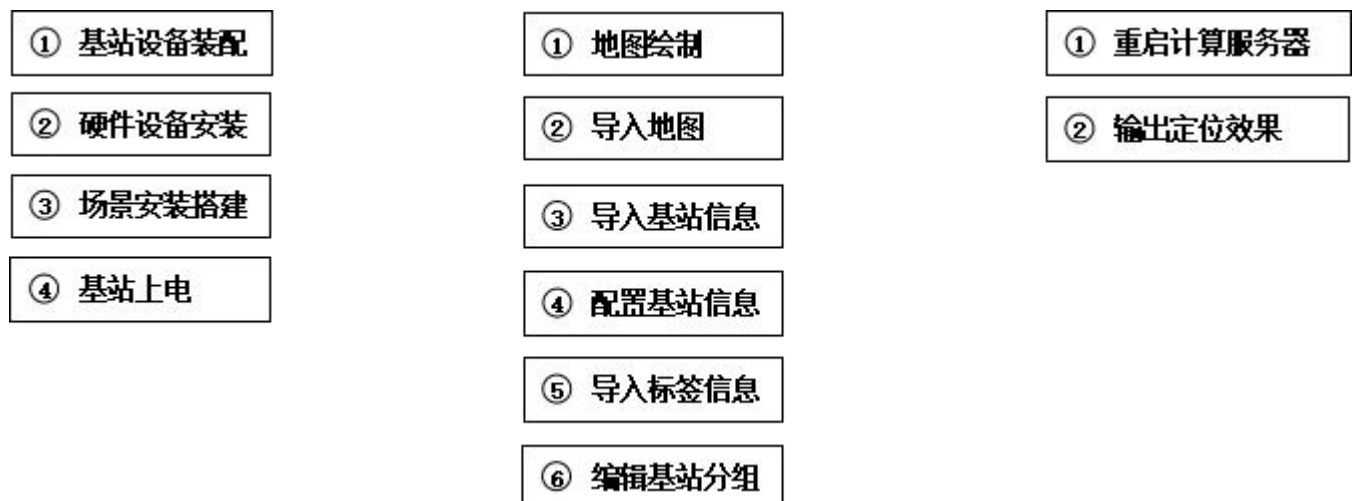 ① 基站设备装配
② 硬件设备安装
③ 场景安装搭建
④ 基站上电
① 地图绘制
② 导入地图
③ 导入基站信息
④ 配置基站信息
⑤ 导入标签信息
⑥ 编辑基站分组
① 重启计算服务器
② 输出定位效果